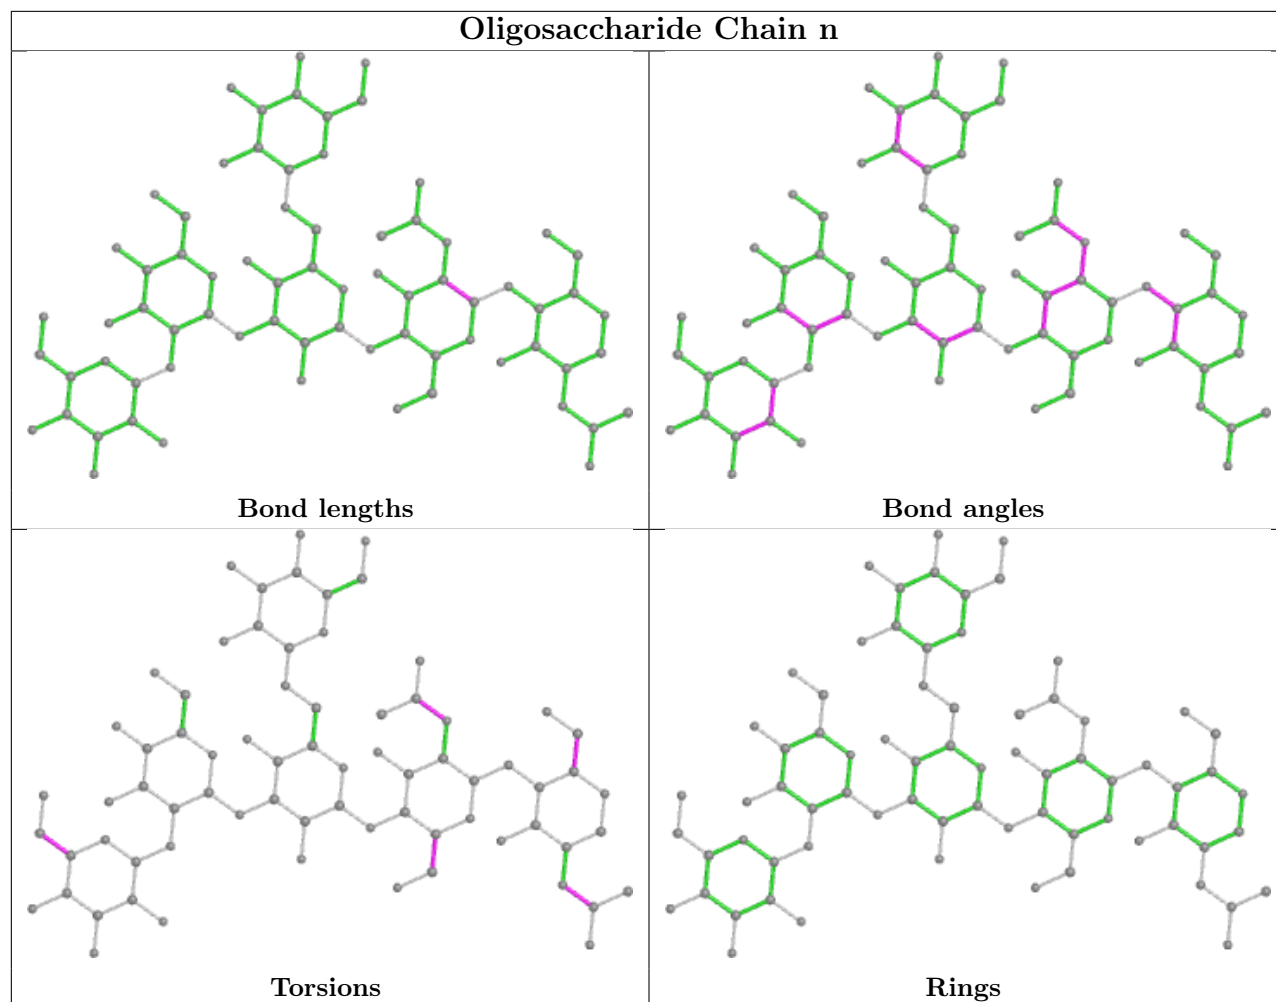 Oligosaccharide Chain n
Bond lengths
Bond angles
Torsions
Rings